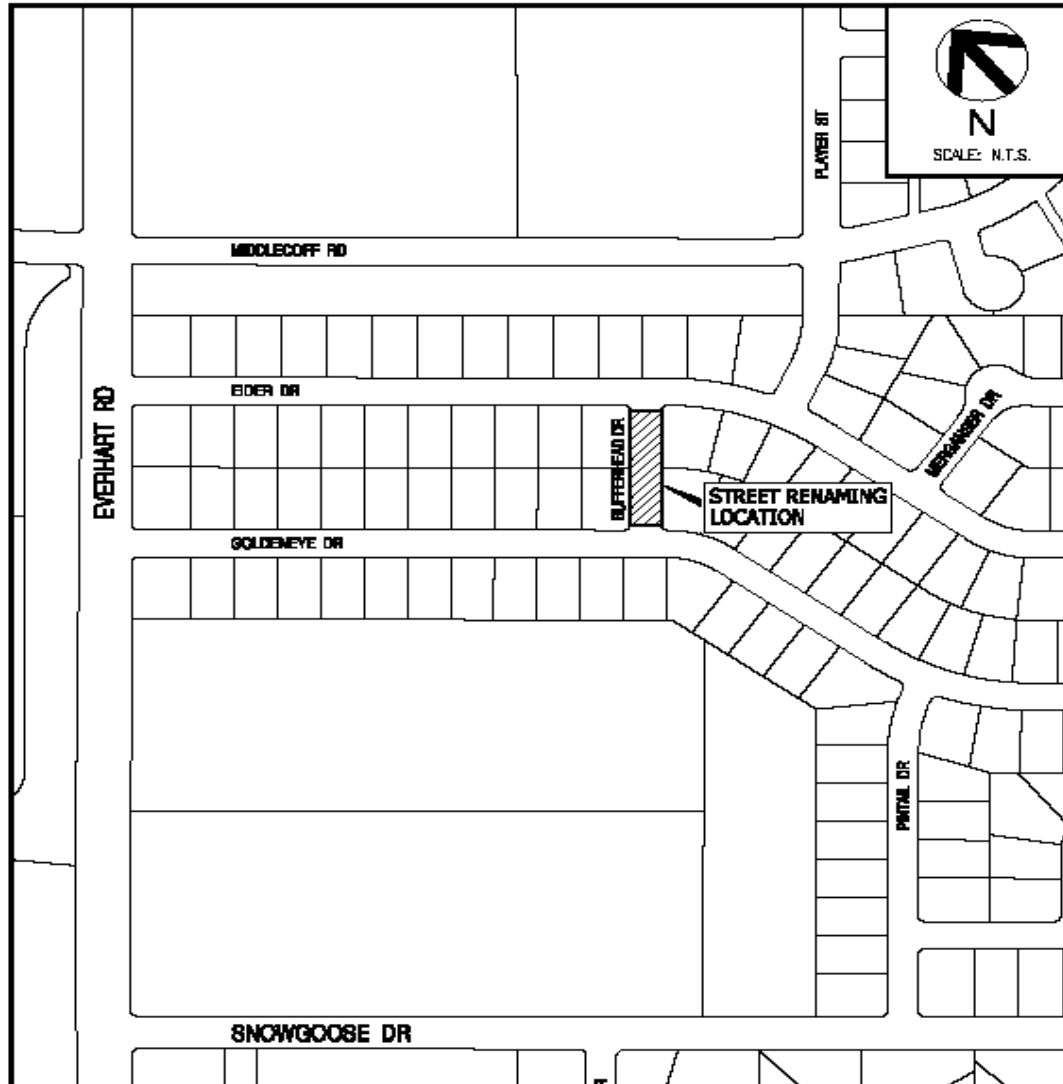 PLAYER ST
N
SCALE: N.T.S.
MIDDLECOFF RD
EIDER DR
EVERHART RD
MERGANSER DR
BUFFEHEAD DR
STREET RENAMING
LOCATION
GOLDENEYE DR
PINTAIL DR
SNOWGOOSE DR